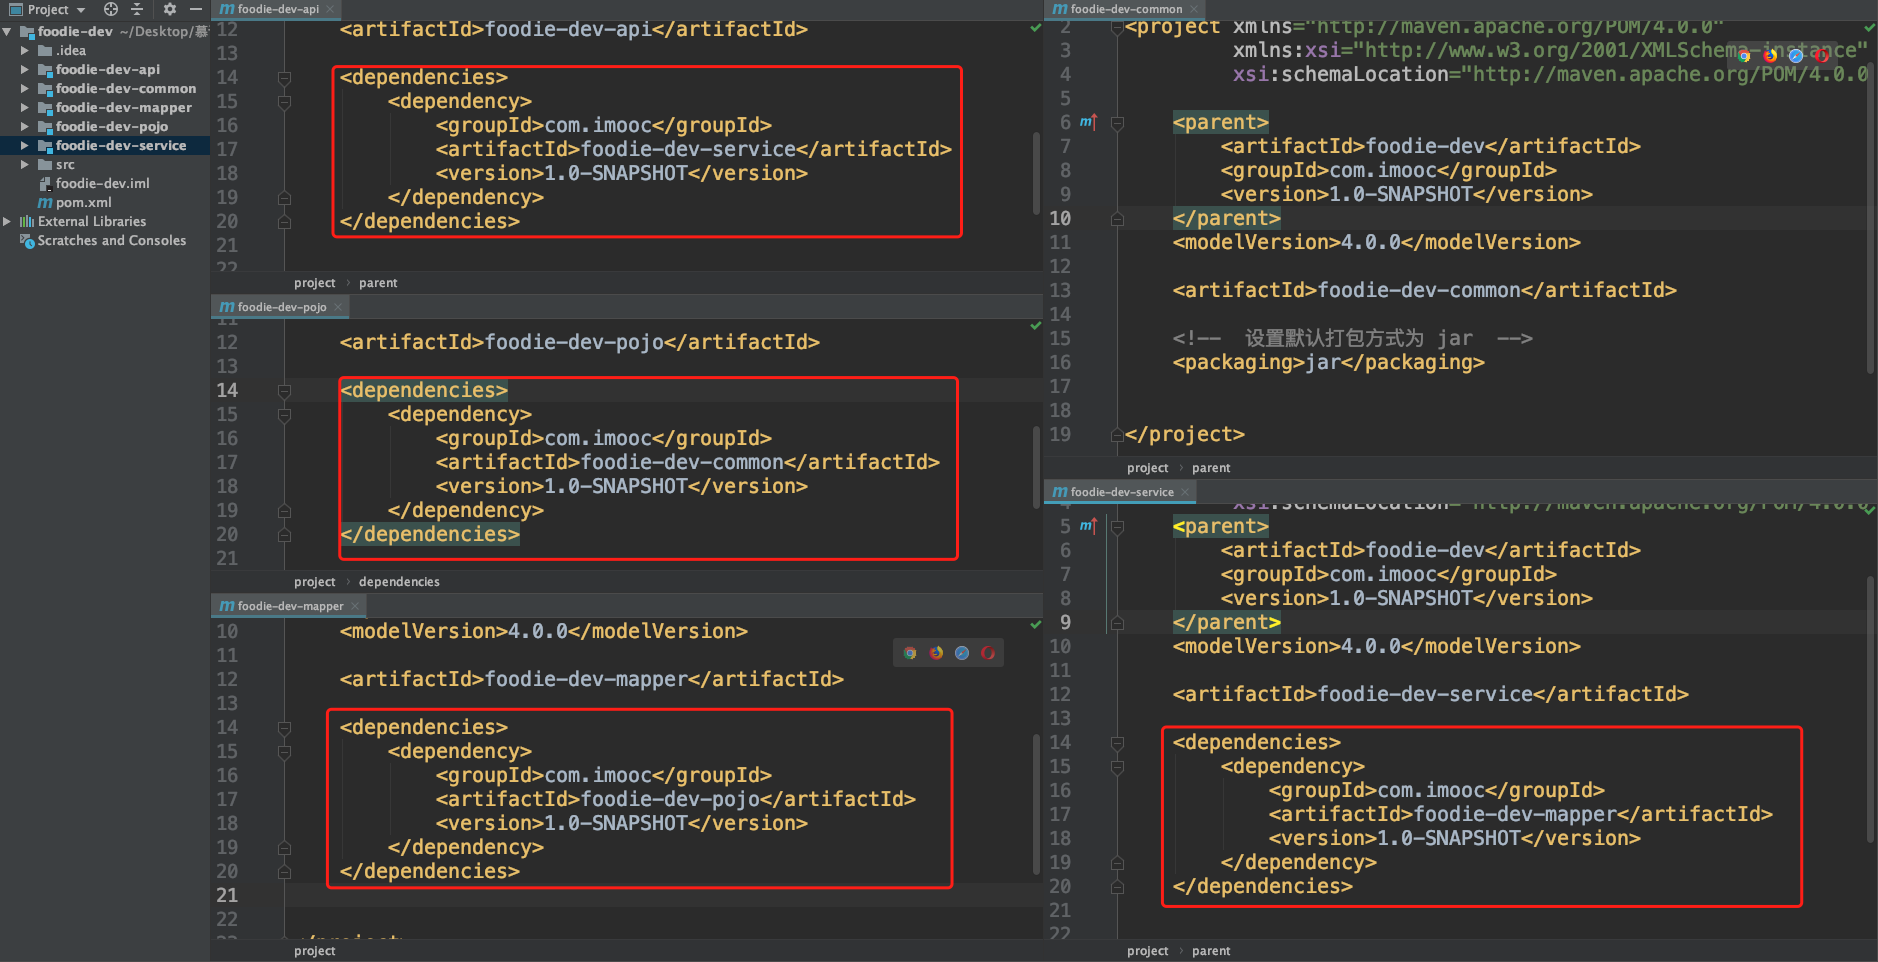 Project
foodie-dev ~/Desktop/慕
.idea
foodie-dev-api
foodie-dev-common
foodie-dev-mapper
foodie-dev-pojo
foodie-dev-service
src
foodie-dev.iml
pom.xml
External Libraries
Scratches and Consoles
foodie-dev-api
12 <artifactId>foodie-dev-api</artifactId>
13
14 <dependencies>
15 <dependency>
16 <groupId>com.imooc</groupId>
17 <artifactId>foodie-dev-service</artifactId>
18 <version>1.0-SNAPSHOT</version>
19 </dependency>
20 </dependencies>
21
22
project › parent
foodie-dev-pojo
11
12 <artifactId>foodie-dev-pojo</artifactId>
13
14 <dependencies>
15 <dependency>
16 <groupId>com.imooc</groupId>
17 <artifactId>foodie-dev-common</artifactId>
18 <version>1.0-SNAPSHOT</version>
19 </dependency>
20 </dependencies>
21
project › dependencies
foodie-dev-mapper
10 <modelVersion>4.0.0</modelVersion>
11
12 <artifactId>foodie-dev-mapper</artifactId>
13
14 <dependencies>
15 <dependency>
16 <groupId>com.imooc</groupId>
17 <artifactId>foodie-dev-pojo</artifactId>
18 <version>1.0-SNAPSHOT</version>
19 </dependency>
20 </dependencies>
21
22
23 </project>
project
foodie-dev-common
2 <project xmlns="http://maven.apache.org/POM/4.0.0"
3 xmlns:xsi="http://www.w3.org/2001/XMLSchema-instance"
4 xsi:schemaLocation="http://maven.apache.org/POM/4.0.0
5
6 <parent>
7 <artifactId>foodie-dev</artifactId>
8 <groupId>com.imooc</groupId>
9 <version>1.0-SNAPSHOT</version>
10 </parent>
11 <modelVersion>4.0.0</modelVersion>
12
13 <artifactId>foodie-dev-common</artifactId>
14
15 <!-- 设置默认打包方式为 jar -->
16 <packaging>jar</packaging>
17
18
19 </project>
project › parent
foodie-dev-service
4 xsi:schemaLocation="http://maven.apache.org/POM/4.0.0
5 <parent>
6 <artifactId>foodie-dev</artifactId>
7 <groupId>com.imooc</groupId>
8 <version>1.0-SNAPSHOT</version>
9 </parent>
10 <modelVersion>4.0.0</modelVersion>
11
12 <artifactId>foodie-dev-service</artifactId>
13
14 <dependencies>
15 <dependency>
16 <groupId>com.imooc</groupId>
17 <artifactId>foodie-dev-mapper</artifactId>
18 <version>1.0-SNAPSHOT</version>
19 </dependency>
20 </dependencies>
21
22
project › parent